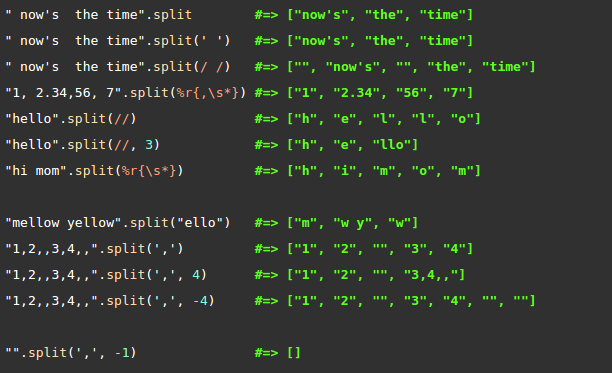 " now's  the time".split        #=> ["now's", "the", "time"]
" now's  the time".split(' ')   #=> ["now's", "the", "time"]
" now's  the time".split(/ /)   #=> ["", "now's", "", "the", "time"]
"1, 2.34,56, 7".split(%r{,\s*}) #=> ["1", "2.34", "56", "7"]
"hello".split(//)               #=> ["h", "e", "l", "l", "o"]
"hello".split(//, 3)            #=> ["h", "e", "llo"]
"hi mom".split(%r{\s*})         #=> ["h", "i", "m", "o", "m"]

"mellow yellow".split("ello")   #=> ["m", "w y", "w"]
"1,2,,3,4,,".split(',')         #=> ["1", "2", "", "3", "4"]
"1,2,,3,4,,".split(',', 4)      #=> ["1", "2", "", "3,4,,"]
"1,2,,3,4,,".split(',', -4)     #=> ["1", "2", "", "3", "4", "", ""]

"".split(',', -1)               #=> []